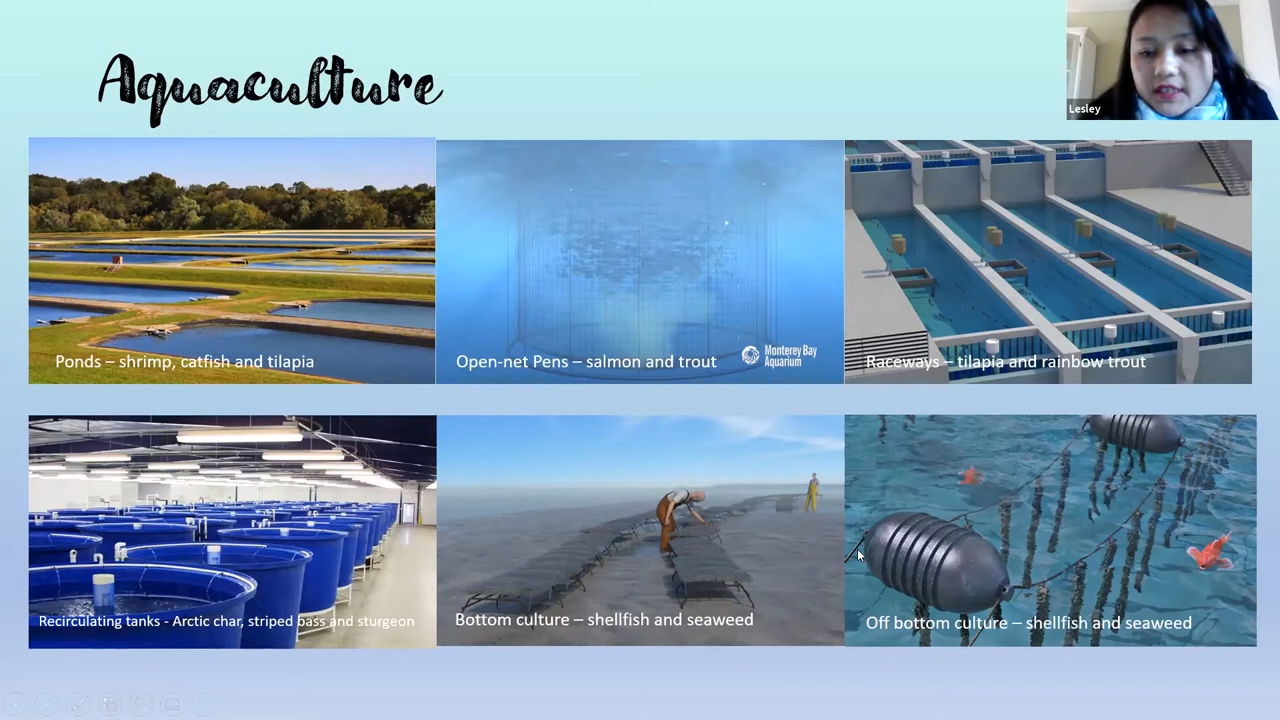 Aquaculture
Lesley
Ponds – shrimp, catfish and tilapia
Open-net Pens – salmon and trout
Monterey Bay
Aquarium
Raceways – tilapia and rainbow trout
Recirculating tanks - Arctic char, striped bass and sturgeon
Bottom culture – shellfish and seaweed
Off bottom culture – shellfish and seaweed